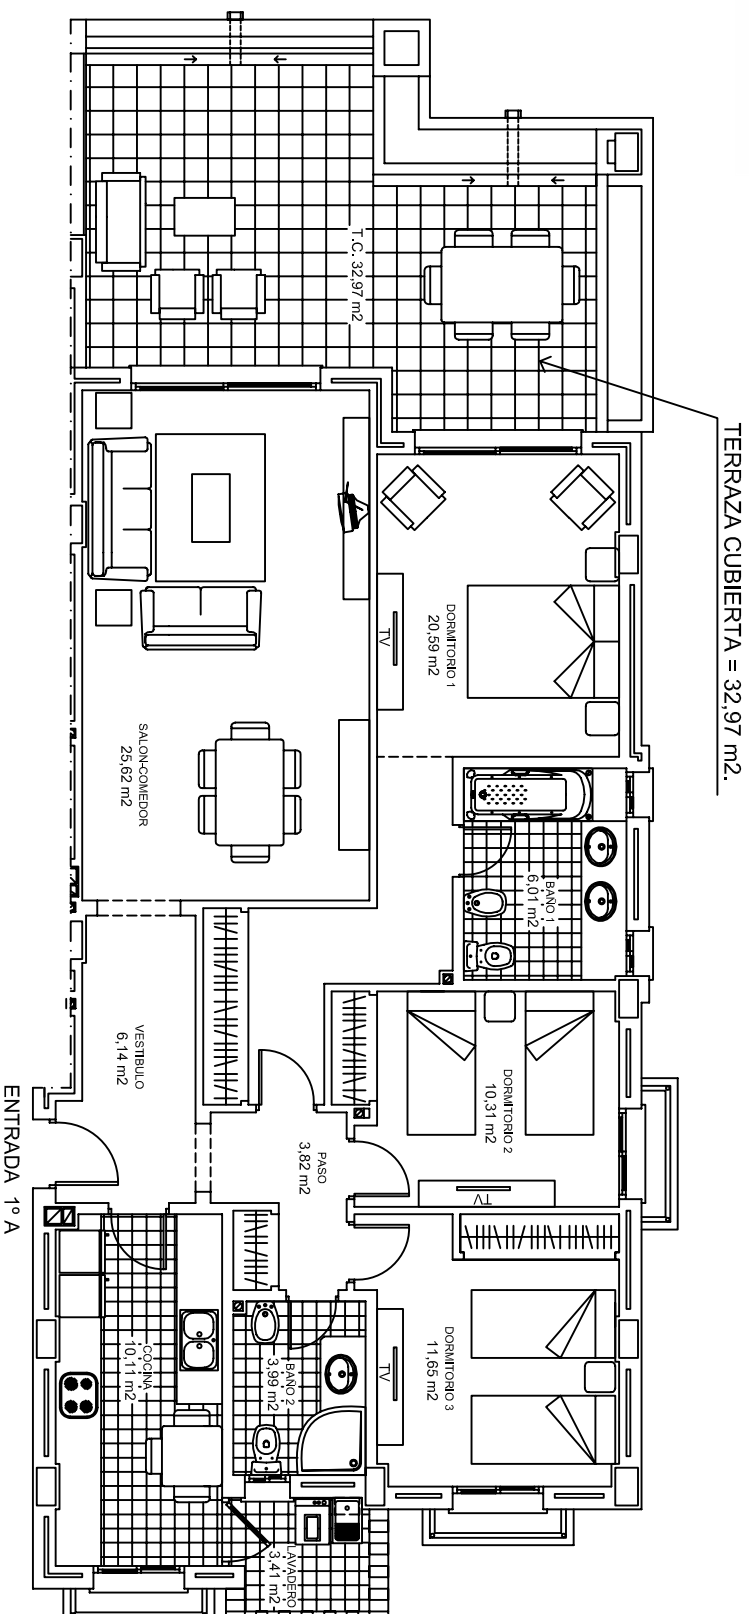 TERRAZA CUBIERTA = 32,97 m2.
T.C. 32,97 m2
DORMITORIO 1
20,59 m2
TV
SALON-COMEDOR
25,62 m2
BAÑO 1
6,01 m2
VESTIBULO
6,14 m2
DORMITORIO 2
10,31 m2
TV
PASO
3,82 m2
ENTRADA 1º A
DORMITORIO 3
11,65 m2
TV
BAÑO 2
3,99 m2
COCINA
10,11 m2
LAVADERO
3,41 m2